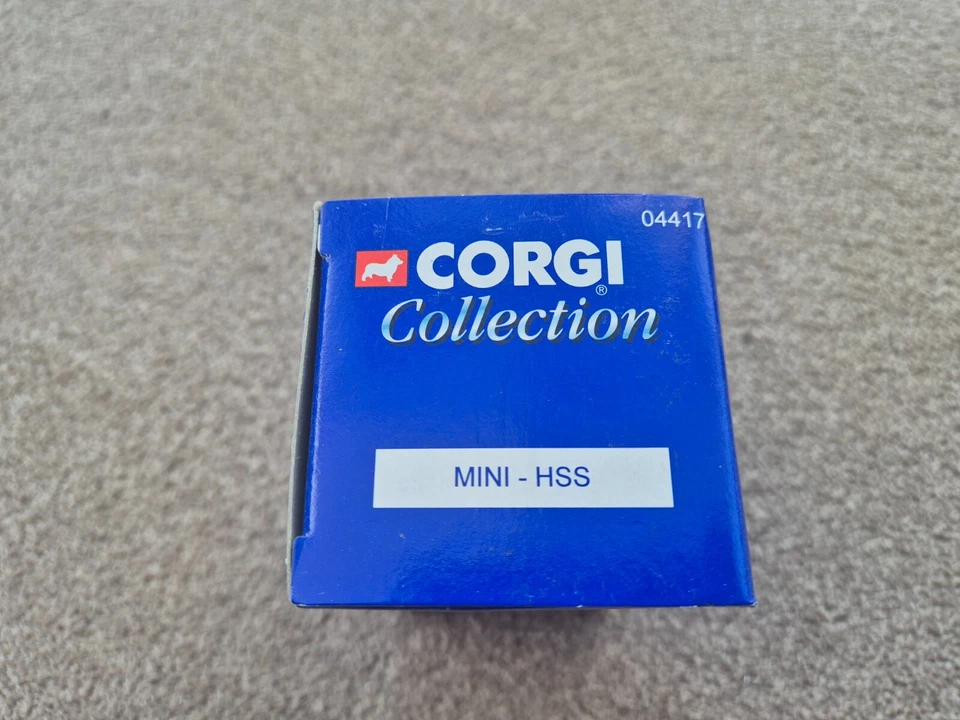 04417
CORGI®
Collection
MINI - HSS